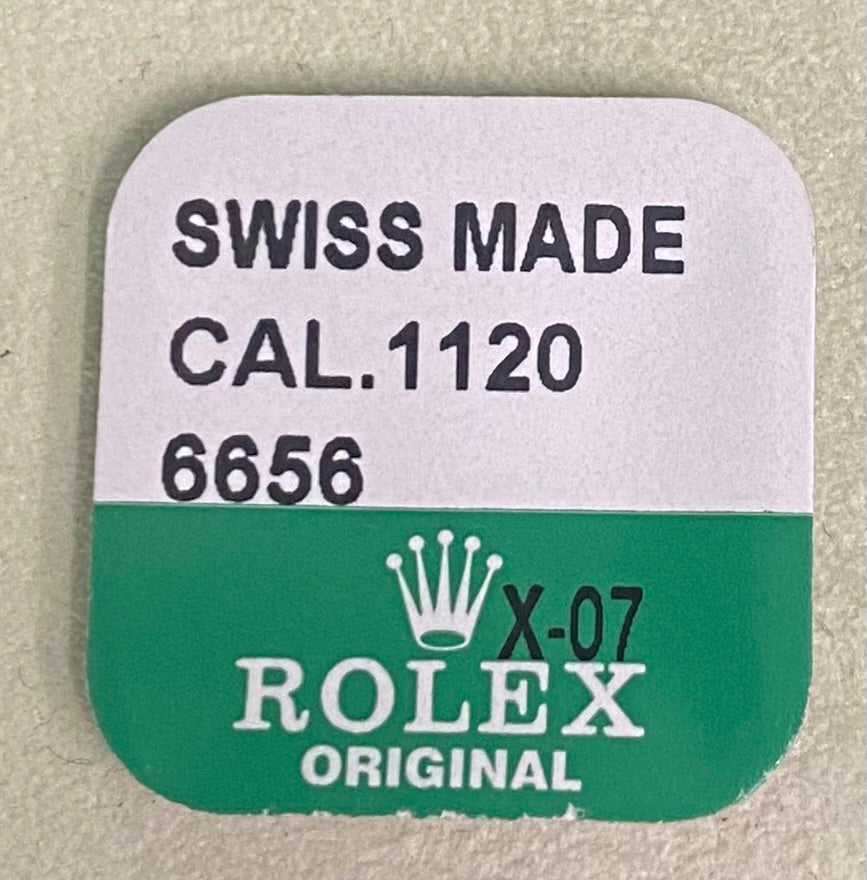 SWISS MADE
CAL.1120
6656
X-07
ROLEX
ORIGINAL